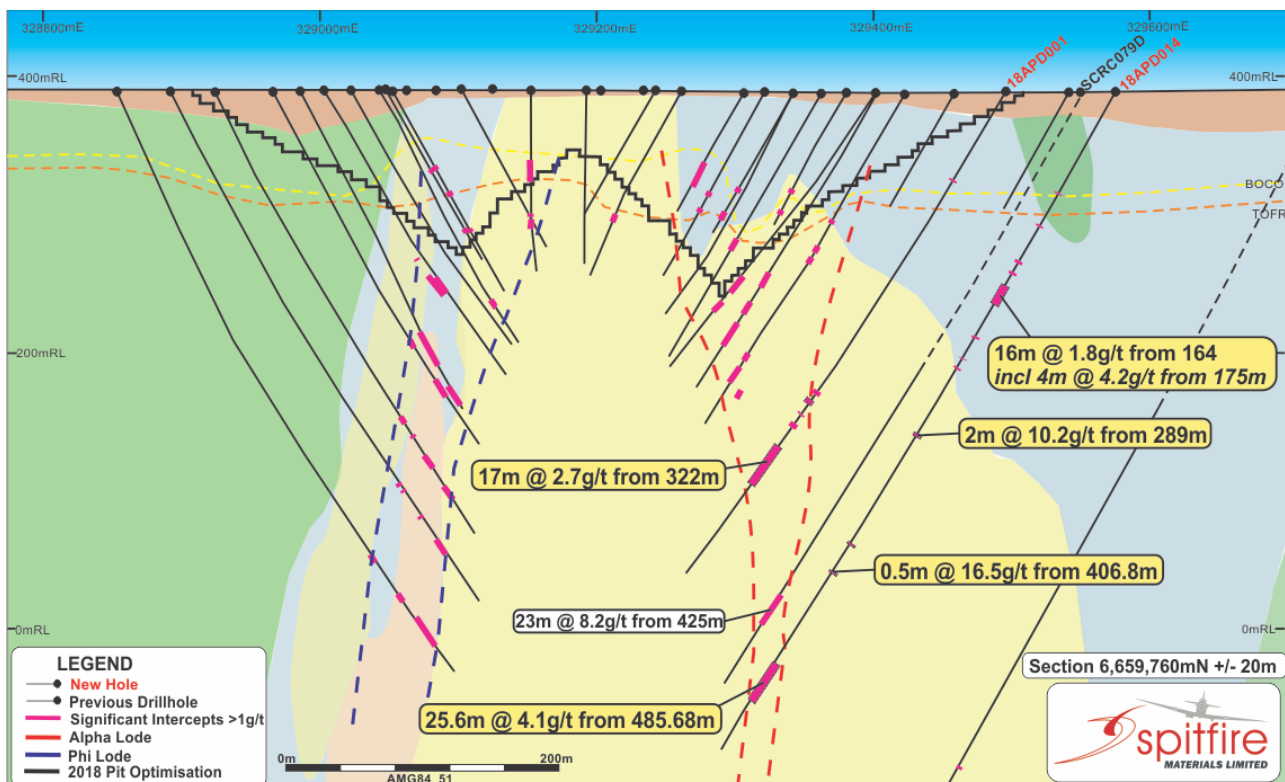 328800mE
329000mE
329200mE
329400mE
329600mE
400mRL
400mRL
18APD001
SCRC079D
18APD014
BOCO
TOFR
200mRL
200mRL
16m @ 1.8g/t from 164
incl 4m @ 4.2g/t from 175m
2m @ 10.2g/t from 289m
17m @ 2.7g/t from 322m
0.5m @ 16.5g/t from 406.8m
23m @ 8.2g/t from 425m
0mRL
0mRL
25.6m @ 4.1g/t from 485.68m
LEGEND
New Hole
Previous Drillhole
Significant Intercepts >1g/t
Alpha Lode
Phi Lode
2018 Pit Optimisation
0m
200m
AMG84_51
Section 6,659,760mN +/- 20m
spitfire
MATERIALS LIMITED